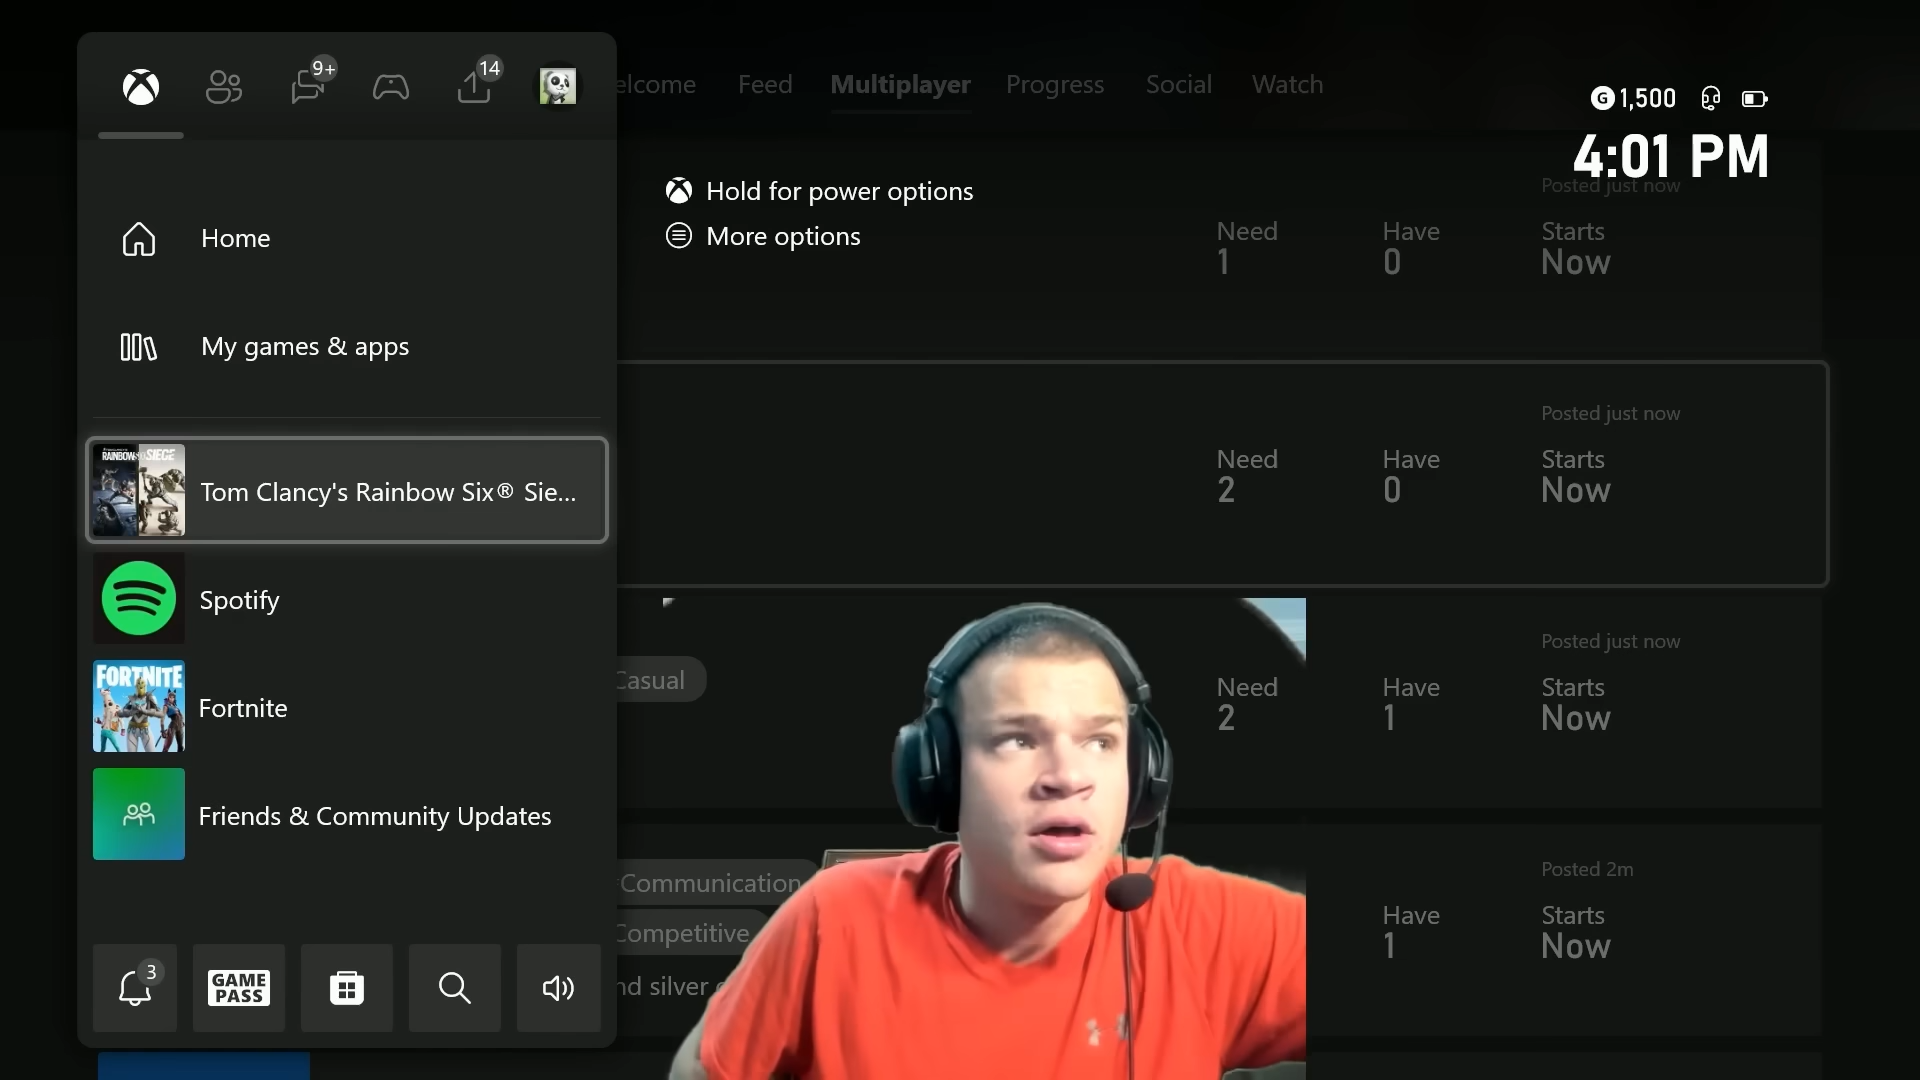 9+
14
elcome
Feed
Multiplayer
Progress
Social
Watch
G 1,500
4:01 PM
Hold for power options
More options
Home
My games & apps
RAINBOW SIEGE
Tom Clancy's Rainbow Six® Sie...
Spotify
FORTNITE
Fortnite
Friends & Community Updates
3
GAME
PASS
Posted just now
Need
Have
Starts
1
0
Now
Posted just now
Need
Have
Starts
2
0
Now
Posted just now
Casual
Need
Have
Starts
2
1
Now
Posted 2m
Communication
Competitive
Have
Starts
1
Now
nd silver